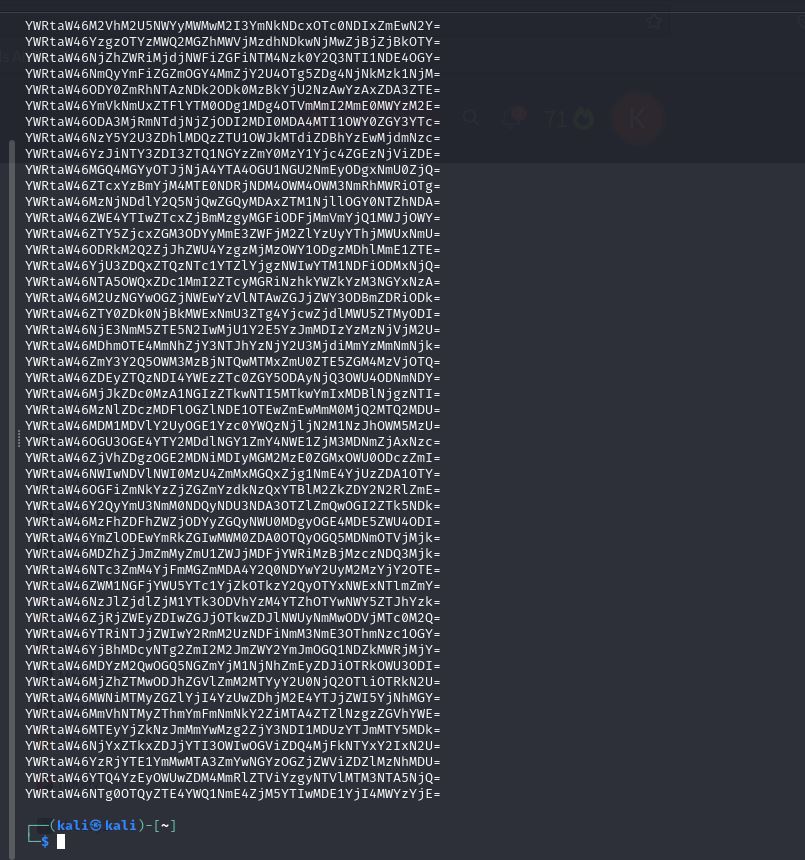 YWRtaW46M2VhM2U5NWYyMWMwM2I3YmNkNDcxOTc0NDIxZmEwN2Y=
YWRtaW46YzgzOTYzMWQ2MGZhMWVjMzdhNDkwNjMwZjBjZjBkOTY=
YWRtaW46NjZhZWRiMjdjNWFiZGFiNTM4Nzk0Y2Q3NTI1NDE4OGY=
YWRtaW46NmQyYmFiZGZmOGY4MmZjY2U4OTg5ZDg4NjNkMzk1NjM=
YWRtaW46ODY0ZmRhNTAzNDk2ODk0MzBkYjU2NzAwYzAxZDA3ZTE=
YWRtaW46YmVkNmUxZTFlYTM0ODg1MDg4OTVmMmI2MmE0MWYzM2E=
YWRtaW46ODA3MjRmNTdjNjZjODI2MDI0MDA4MTI1OWY0ZGY3YTc=
YWRtaW46NzY5Y2U3ZDhlMDQzZTU1OWJkMTdiZDBhYzEwMjdmNzc=
YWRtaW46YzJiNTY3ZDI3ZTQ1NGYzZmY0MzY1Yjc4ZGEzNjViZDE=
YWRtaW46MGQ4MGYyOTJjNjA4YTA4OGU1NGU2NmEyODgxNmU0ZjQ=
YWRtaW46ZTcxYzBmYjM4MTE0NDRjNDM4OWM4OWM3NmRhMWRiOTg=
YWRtaW46MzNjNDdlY2Q5NjQwZGQyMDAxZTM1NjllOGY0NTZhNDA=
YWRtaW46ZWE4YTIwZTcxZjBmMzgyMGFiODFjMmVmYjQ1MWJjOWY=
YWRtaW46ZTY5ZjcxZGM3ODYyMmE3ZWFjM2ZlYzUyYThjMWUxNmU=
YWRtaW46ODRkM2Q2ZjJhZWU4YzgzMjMzOWY1ODgzMDhlMmE1ZTE=
YWRtaW46YjU3ZDQxZTQzNTc1YTZlYjgzNWIwYTM1NDFiODMxNjQ=
YWRtaW46NTA5OWQxZDc1MmI2ZTcyMGRiNzhkYWZkYzM3NGYxNzA=
YWRtaW46M2UzNGYwOGZjNWEwYzVlNTAwZGJjZWY3ODBmZDRiODk=
YWRtaW46ZTY0ZDk0NjBkMWExNmU3ZTg4YjcwZjdlMWU5ZTMyODI=
YWRtaW46NjE3NmM5ZTE5N2IwMjU1Y2E5YzJmMDIzYzMzNjVjM2U=
YWRtaW46MDhmOTE4MmNhZjY3NTJhYzNjY2U3MjdiMmYzMmNmNjk=
YWRtaW46ZmY3Y2Q5OWM3MzBjNTQwMTMxZmU0ZTE5ZGM4MzVjOTQ=
YWRtaW46ZDEyZTQzNDI4YWEzZTc0ZGY5ODAyNjQ3OWU4ODNmNDY=
YWRtaW46MjJkZDc0MzA1NGIzZTkwNTI5MTkwYmIxMDBlNjgzNTI=
YWRtaW46MzNlZDczMDFlOGZlNDE1OTEwZmEwMmM0MjQ2MTQ2MDU=
YWRtaW46MDM1MDVlY2UyOGE1Yzc0YWQzNjljN2M1NzJhOWM5MzU=
YWRtaW46OGU3OGE4YTY2MDdlNGY1ZmY4NWE1ZjM3MDNmZjAxNzc=
YWRtaW46ZjVhZDgzOGE2MDNiMDIyMGM2MzE0ZGMxOWU0ODczZmI=
YWRtaW46NWIwNDVlNWI0MzU4ZmMxMGQxZjg1NmE4YjUzZDA1OTY=
YWRtaW46OGFiZmNkYzZjZGZmYzdkNzQxYTBlM2ZkZDY2N2RlZmE=
YWRtaW46Y2QyYmU3NmM0NDQyNDU3NDA3OTZlZmQwOGI2ZTk5NDk=
YWRtaW46MzFhZDFhZWZjODYyZGQyNWU0MDgyOGE4MDE5ZWU4ODI=
YWRtaW46YmZlODEwYmRkZGIwMWM0ZDA0OTQyOGQ5MDNmOTVjMjk=
YWRtaW46MDZhZjJmZmMyZmU1ZWJjMDFjYWRiMzBjMzczNDQ3Mjk=
YWRtaW46NTc3ZmM4YjFmMGZmMDA4Y2Q0NDYwY2UyM2MzYjY2OTE=
YWRtaW46ZWM1NGFjYWU5YTc1YjZkOTkzY2QyOTYxNWExNTlmZmY=
YWRtaW46NzJlZjdlZjM1YTk3ODVhYzM4YTZhOTYwNWY5ZTJhYzk=
YWRtaW46ZjRjZWEyZDIwZGJjOTkwZDJlNWUyNmMwODVjMTc0M2Q=
YWRtaW46YTRiNTJjZWIwY2RmM2UzNDFiNmM3NmE3OThmNzc1OGY=
YWRtaW46YjBhMDcyNTg2ZmI2M2JmZWY2YmJmOGQ1NDZkMWRjMjY=
YWRtaW46MDYzM2QwOGQ5NGZmYjM1NjNhZmEyZDJiOTRkOWU3ODI=
YWRtaW46MjZhZTMwODJhZGVlZmM2MTYyY2U0NjQ2OTliOTRkN2U=
YWRtaW46MWNiMTMyZGZlYjI4YzUwZDhjM2E4YTJjZWI5YjNhMGY=
YWRtaW46MmVhNTMyZThmYmFmNmNkY2ZiMTA4ZTZlNzgzZGVhYWE=
YWRtaW46MTEyYjZkNzJmMmYwMzg2ZjY3NDI1MDUzYTJmMTY5MDk=
YWRtaW46NjYxZTkxZDJjYTI3OWIwOGViZDQ4MjFkNTYxY2IxN2U=
YWRtaW46YzRjYTE1YmMwMTA3ZmYwNGYzOGZjZWViZDZlMzNhMDU=
YWRtaW46YTQ4YzEyOWUwZDM4MmRlZTViYzgyNTVlMTM3NTA5NjQ=
YWRtaW46NTg0OTQyZTE4YWQ1NmE4ZjM5YTIwMDE1YjI4MWYzYjE=
┌──(kali㉿kali)-[~]
└─$
71
K